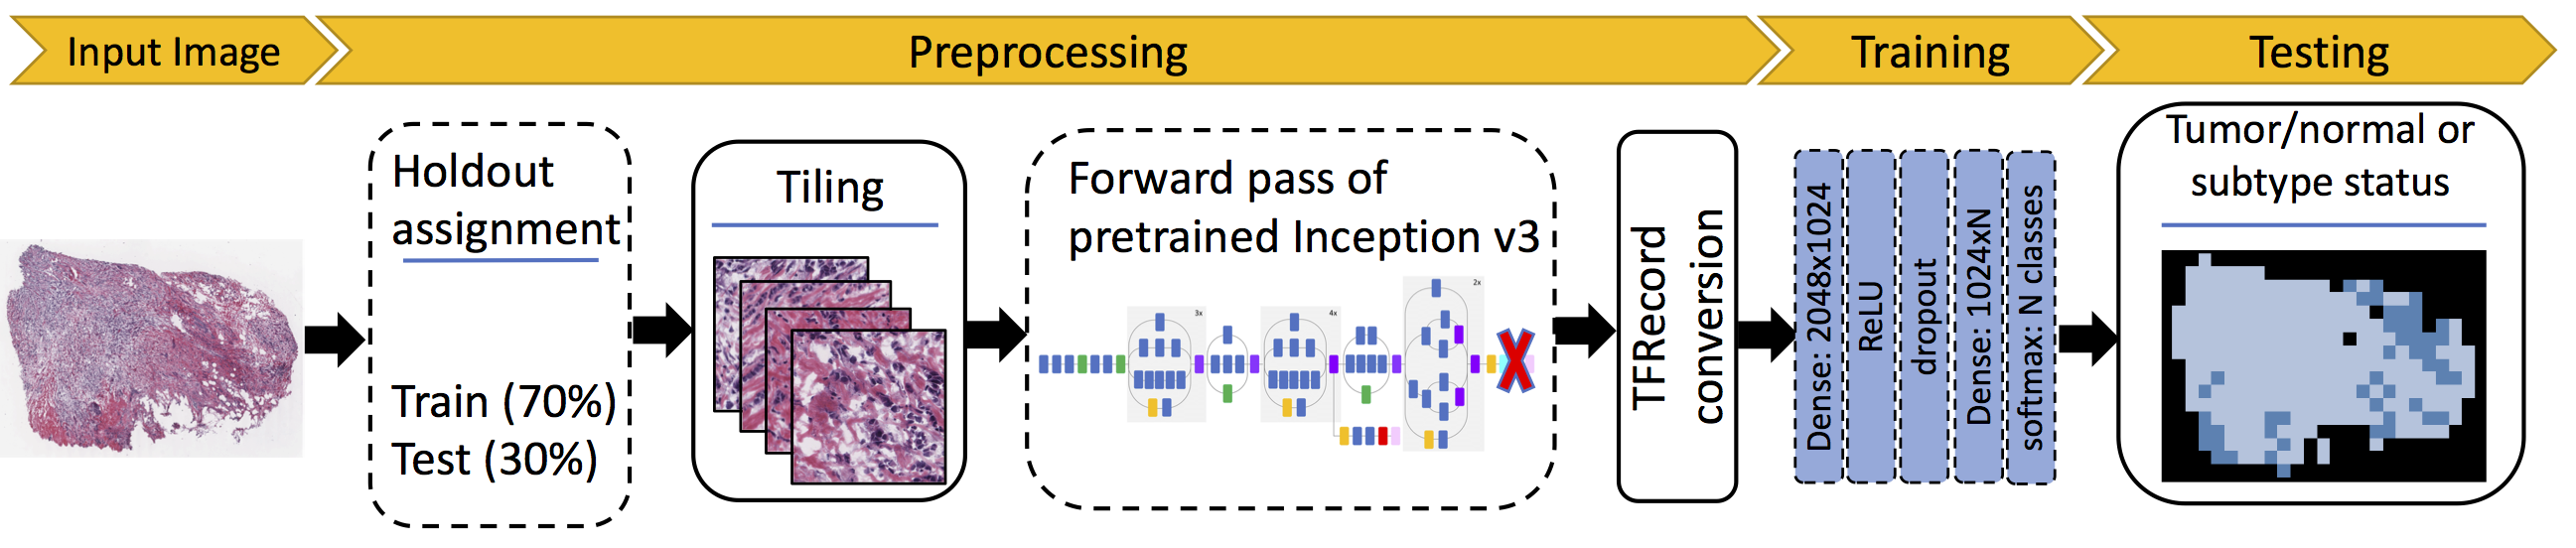 Input Image
Preprocessing
Training
Testing
Holdout
assignment
Train (70%)
Test (30%)
Tiling
Forward pass of
pretrained Inception v3
3x
4x
2x
TFRecord
conversion
Dense: 2048x1024
ReLU
dropout
Dense: 1024xN
softmax: N classes
Tumor/normal or
subtype status